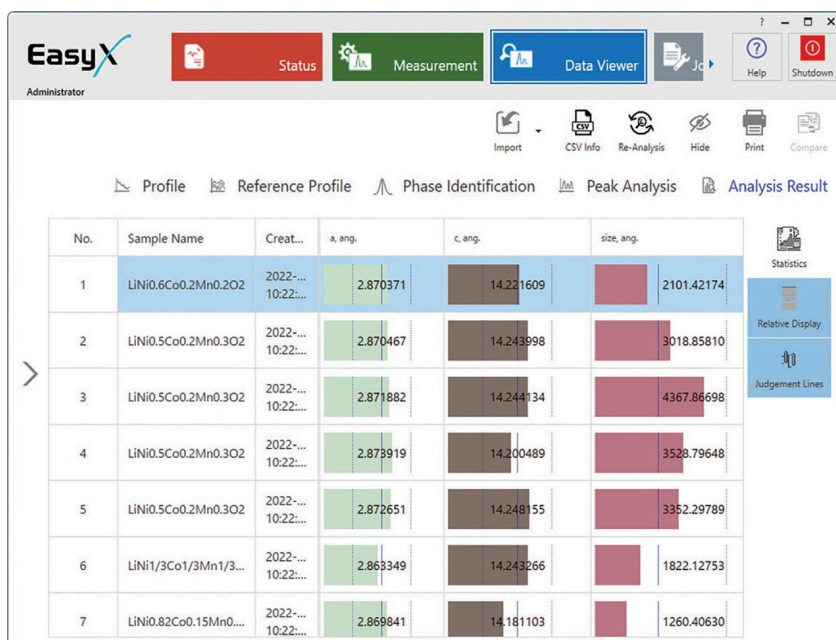 ?
EasyX
Administrator
Status
Measurement
Data Viewer
Jo
Help
Shutdown
Import
CSV
CSV Info
Re-Analysis
Hide
Print
Compare
Profile
Reference Profile
Phase Identification
Peak Analysis
Analysis Result
No. Sample Name Creat... a, ang. c, ang. size, ang.
1 LiNi0.6Co0.2Mn0.2O2 2022-... 10:22:... 2.870371 14.221609 2101.42174
2 LiNi0.5Co0.2Mn0.3O2 2022-... 10:22:... 2.870467 14.243998 3018.85810
3 LiNi0.5Co0.2Mn0.3O2 2022-... 10:22:... 2.871882 14.244134 4367.86698
4 LiNi0.5Co0.2Mn0.3O2 2022-... 10:22:... 2.873919 14.200489 3528.79648
5 LiNi0.5Co0.2Mn0.3O2 2022-... 10:22:... 2.872651 14.248155 3352.29789
6 LiNi1/3Co1/3Mn1/3... 2022-... 10:22:... 2.863349 14.243266 1822.12753
7 LiNi0.82Co0.15Mn0.... 2022-... 10:22:... 2.869841 14.181103 1260.40630
Statistics
Relative Display
Judgement Lines